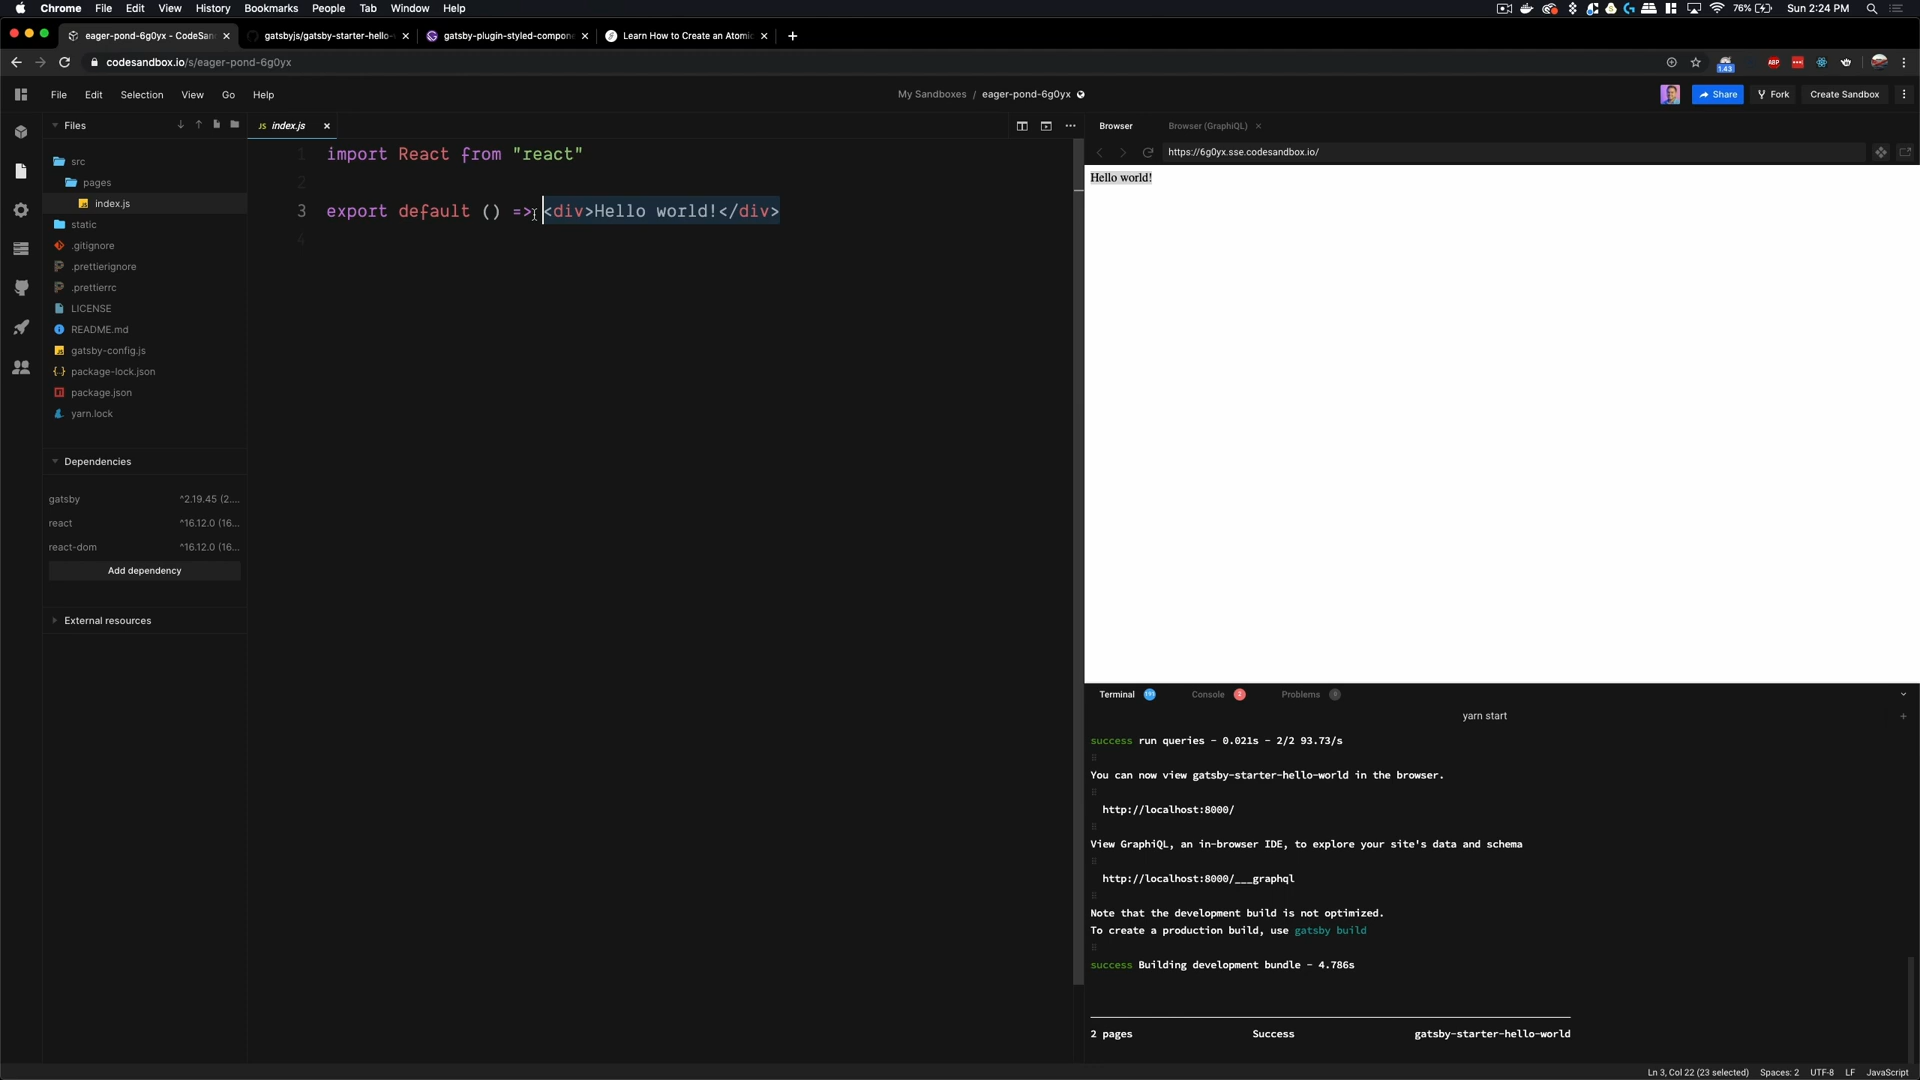 Chrome File Edit View History Bookmarks People Tab Window Help
76% Sun 2:24 PM
eager-pond-6g0yx - CodeSan
gatsbyjs/gatsby-starter-hello-
gatsby-plugin-styled-compone
Learn How to Create an Atomic
codesandbox.io/s/eager-pond-6g0yx
1.43
ABP
File Edit Selection View Go Help
My Sandboxes / eager-pond-6g0yx
Share
Fork
Create Sandbox
Files
src
pages
index.js
static
.gitignore
.prettierignore
.prettierrc
LICENSE
README.md
gatsby-config.js
package-lock.json
package.json
yarn.lock
Dependencies
gatsby ^2.19.45 (2....
react ^16.12.0 (16...
react-dom ^16.12.0 (16...
Add dependency
External resources
JS index.js
1 import React from "react"
2
3 export default () => <div>Hello world!</div>
4
Browser
Browser (GraphiQL)
https://6g0yx.sse.codesandbox.io/
Hello world!
Terminal 191 Console 2 Problems 0
yarn start
success run queries - 0.021s - 2/2 93.73/s
You can now view gatsby-starter-hello-world in the browser.
http://localhost:8000/
View GraphiQL, an in-browser IDE, to explore your site's data and schema
http://localhost:8000/___graphql
Note that the development build is not optimized.
To create a production build, use gatsby build
success Building development bundle - 4.786s
2 pages Success gatsby-starter-hello-world
Ln 3, Col 22 (23 selected) Spaces: 2 UTF-8 LF JavaScript